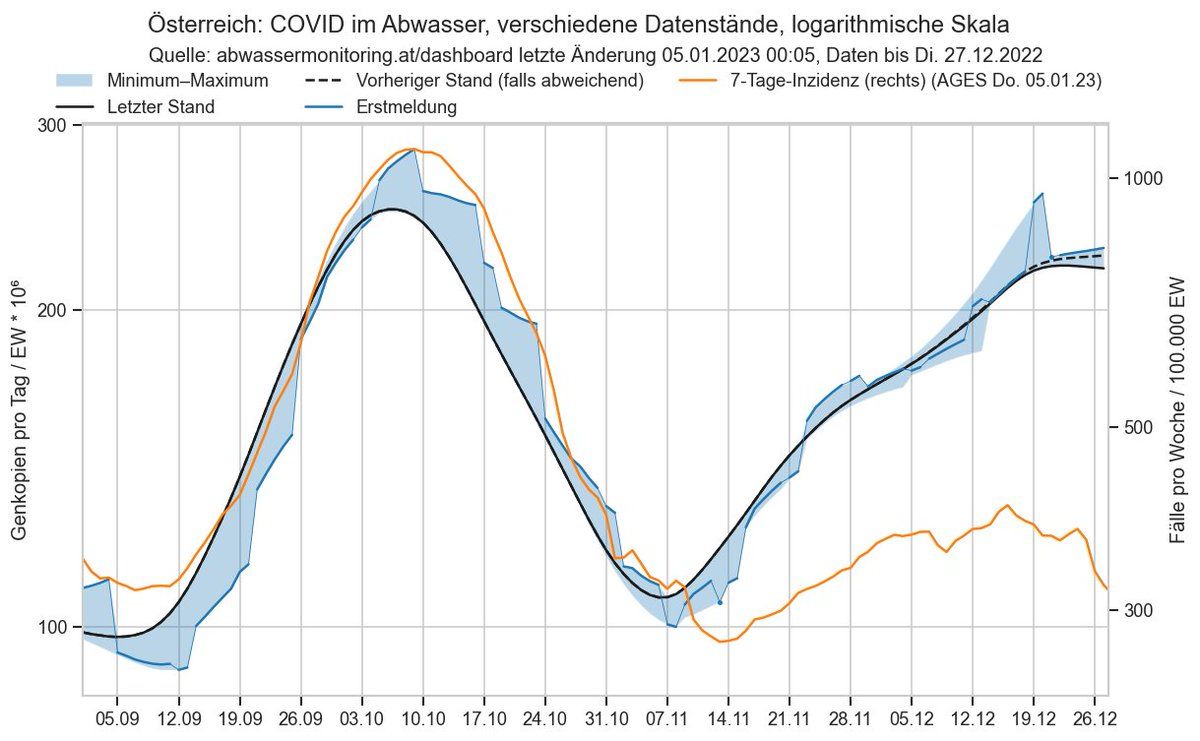 Österreich: COVID im Abwasser, verschiedene Datenstände, logarithmische Skala
Quelle: abwassermonitoring.at/dashboard letzte Änderung 05.01.2023 00:05, Daten bis Di. 27.12.2022
Minimum–Maximum
Vorheriger Stand (falls abweichend)
7-Tage-Inzidenz (rechts) (AGES Do. 05.01.23)
Letzter Stand
Erstmeldung
Genkopien pro Tag / EW * 10⁶
300
200
100
1000
500
300
Fälle pro Woche / 100.000 EW
05.09 12.09 19.09 26.09 03.10 10.10 17.10 24.10 31.10 07.11 14.11 21.11 28.11 05.12 12.12 19.12 26.12